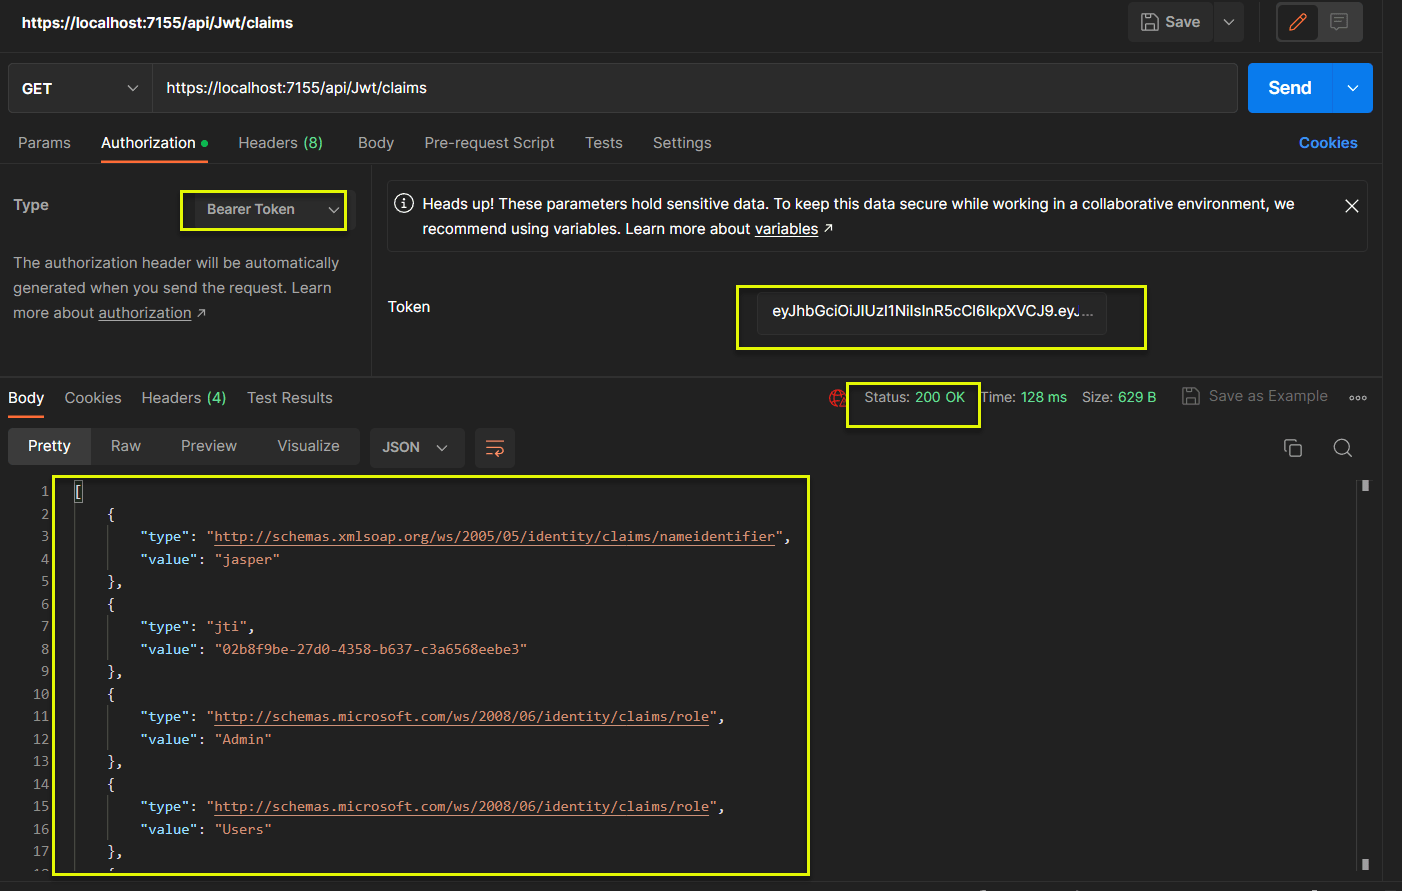 https://localhost:7155/api/Jwt/claims
Save
GET
https://localhost:7155/api/Jwt/claims
Send
Params Authorization Headers (8) Body Pre-request Script Tests Settings Cookies
Type
Bearer Token
The authorization header will be automatically
generated when you send the request. Learn
more about authorization ↗
Heads up! These parameters hold sensitive data. To keep this data secure while working in a collaborative environment, we
recommend using variables. Learn more about variables ↗
Token
eyJhbGciOiJIUzI1NiIsInR5cCI6IkpXVCJ9.eyJ...
Body Cookies Headers (4) Test Results
Status: 200 OK Time: 128 ms Size: 629 B Save as Example
Pretty Raw Preview Visualize JSON
1 [
2 {
3 "type": "http://schemas.xmlsoap.org/ws/2005/05/identity/claims/nameidentifier",
4 "value": "jasper"
5 },
6 {
7 "type": "jti",
8 "value": "02b8f9be-27d0-4358-b637-c3a6568eebe3"
9 },
10 {
11 "type": "http://schemas.microsoft.com/ws/2008/06/identity/claims/role",
12 "value": "Admin"
13 },
14 {
15 "type": "http://schemas.microsoft.com/ws/2008/06/identity/claims/role",
16 "value": "Users"
17 },